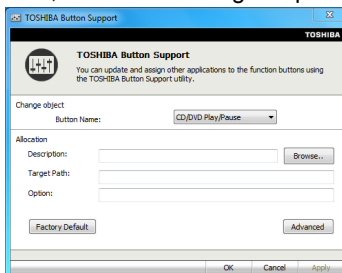 TOSHIBA Button Support
TOSHIBA
TOSHIBA Button Support
You can update and assign other applications to the function buttons using
the TOSHIBA Button Support utility.
Change object
Button Name:
CD/DVD Play/Pause
Allocation
Description:
Browse..
Target Path:
Option:
Factory Default
Advanced
OK
Cancel
Apply